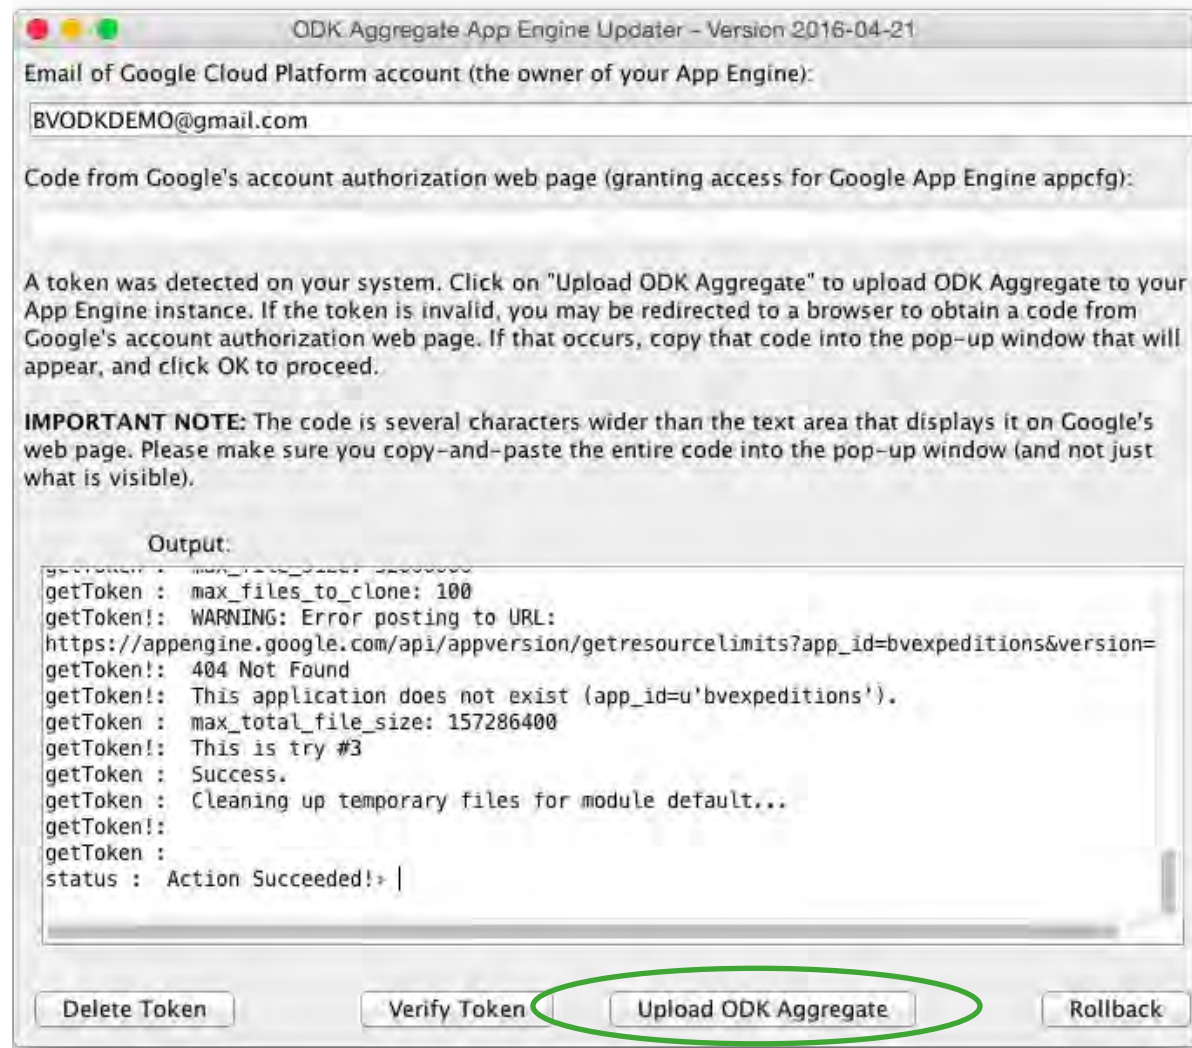 ODK Aggregate App Engine Updater – Version 2016-04-21
Email of Google Cloud Platform account (the owner of your App Engine):
BVODKDEMO@gmail.com
Code from Google's account authorization web page (granting access for Google App Engine appcfg):
A token was detected on your system. Click on "Upload ODK Aggregate" to upload ODK Aggregate to your
App Engine instance. If the token is invalid, you may be redirected to a browser to obtain a code from
Google's account authorization web page. If that occurs, copy that code into the pop-up window that will
appear, and click OK to proceed.
IMPORTANT NOTE: The code is several characters wider than the text area that displays it on Google's
web page. Please make sure you copy-and-paste the entire code into the pop-up window (and not just
what is visible).
Output:
getToken :
getToken :  max_files_to_clone: 100
getToken!:  WARNING: Error posting to URL:
https://appengine.google.com/api/appversion/getresourcelimits?app_id=bvexpeditions&version=
getToken!:  404 Not Found
getToken!:  This application does not exist (app_id=u'bvexpeditions').
getToken :  max_total_file_size: 157286400
getToken!:  This is try #3
getToken :  Success.
getToken :  Cleaning up temporary files for module default...
getToken!:
getToken :
status :  Action Succeeded!>
Delete Token
Verify Token
Upload ODK Aggregate
Rollback